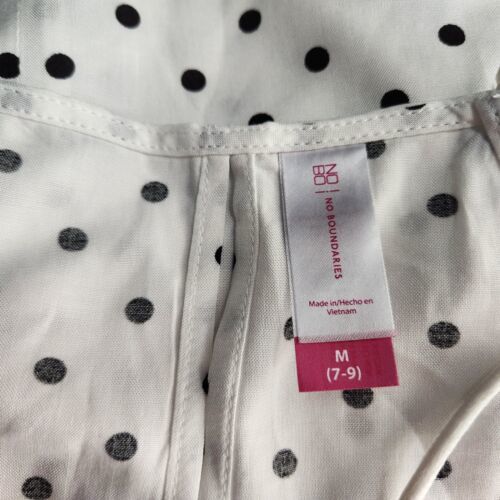 NO
BO
NO BOUNDARIES
Made in/Hecho en
Vietnam
M
(7-9)